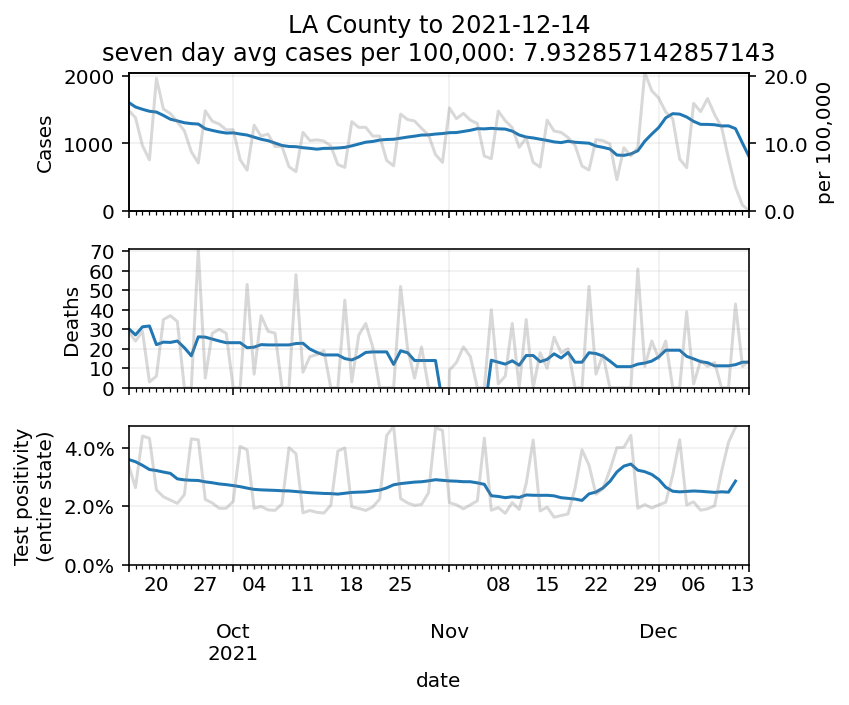 LA County to 2021-12-14
seven day avg cases per 100,000: 7.932857142857143
2000
1000
0
Cases
20.0
10.0
0.0
per 100,000
70
60
50
40
30
20
10
0
Deaths
4.0%
2.0%
0.0%
Test positivity
(entire state)
20 27 04 11 18 25 08 15 22 29 06 13
Oct Nov Dec
2021
date